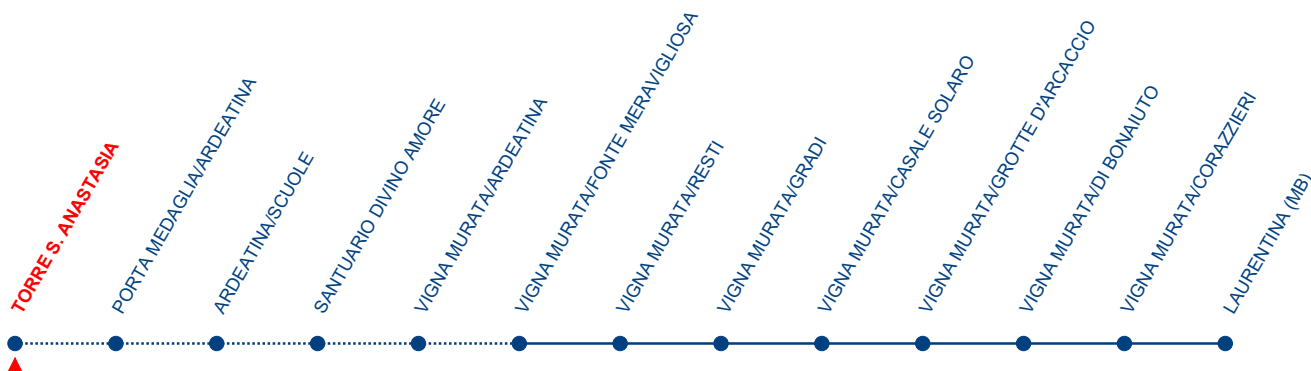 TORRE S. ANASTASIA
PORTA MEDAGLIA/ARDEATINA
ARDEATINA/SCUOLE
SANTUARIO DIVINO AMORE
VIGNA MURATA/ARDEATINA
VIGNA MURATA/FONTE MERAVIGLIOSA
VIGNA MURATA/RESTI
VIGNA MURATA/GRADI
VIGNA MURATA/CASALE SOLARO
VIGNA MURATA/GROTTE D'ARCACCIO
VIGNA MURATA/DI BONAIUTO
VIGNA MURATA/CORAZZIERI
LAURENTINA (MB)